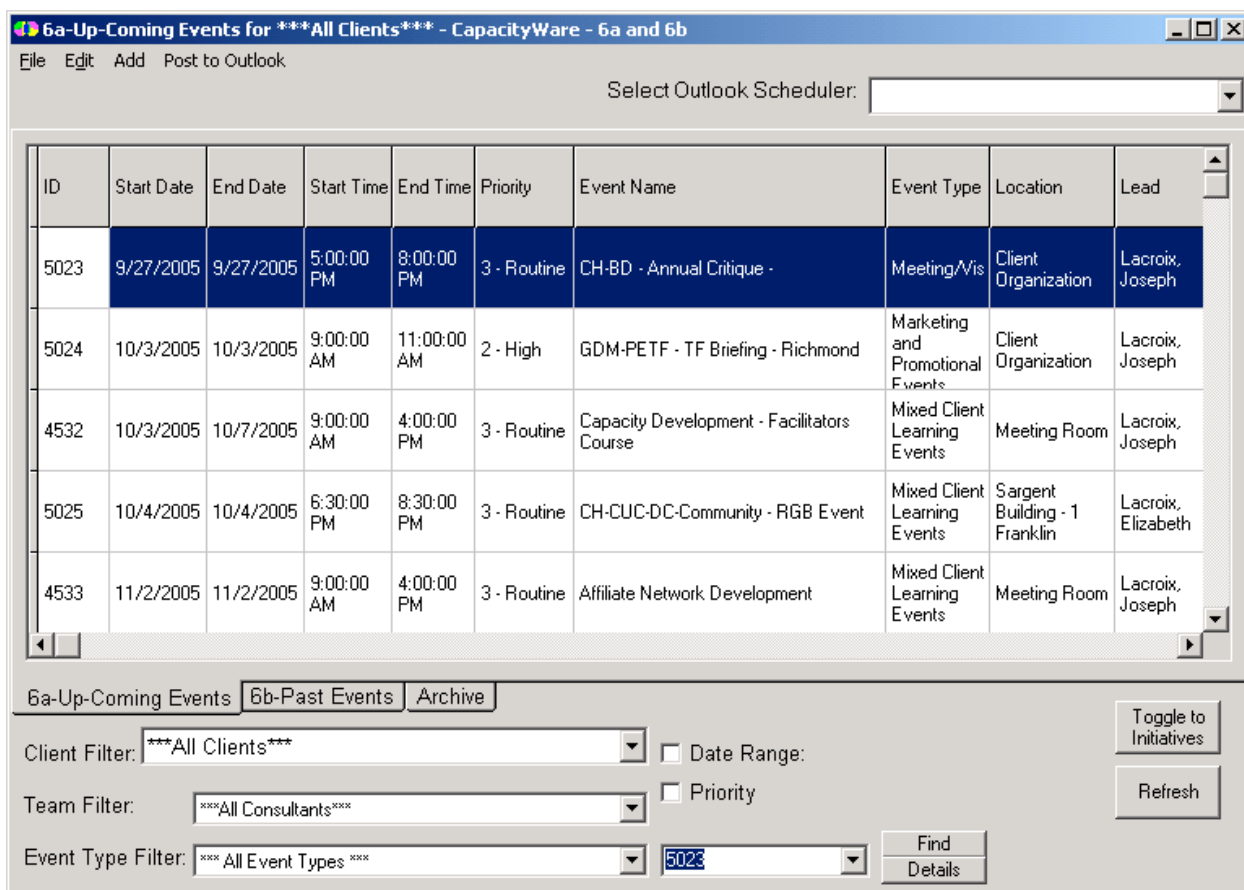 6a-Up-Coming Events for ***All Clients*** - CapacityWare - 6a and 6b
File Edit Add Post to Outlook
Select Outlook Scheduler:
ID Start Date End Date Start Time End Time Priority Event Name Event Type Location Lead
5023 9/27/2005 9/27/2005 5:00:00 PM 8:00:00 PM 3 - Routine CH-BD - Annual Critique - Meeting/Vis Client Organization Lacroix, Joseph
5024 10/3/2005 10/3/2005 9:00:00 AM 11:00:00 AM 2 - High GDM-PETF - TF Briefing - Richmond Marketing and Promotional Events Client Organization Lacroix, Joseph
4532 10/3/2005 10/7/2005 9:00:00 AM 4:00:00 PM 3 - Routine Capacity Development - Facilitators Course Mixed Client Learning Events Meeting Room Lacroix, Joseph
5025 10/4/2005 10/4/2005 6:30:00 PM 8:30:00 PM 3 - Routine CH-CUC-DC-Community - RGB Event Mixed Client Learning Events Sargent Building - 1 Franklin Lacroix, Elizabeth
4533 11/2/2005 11/2/2005 9:00:00 AM 4:00:00 PM 3 - Routine Affiliate Network Development Mixed Client Learning Events Meeting Room Lacroix, Joseph
6a-Up-Coming Events 6b-Past Events Archive
Toggle to Initiatives
Client Filter: ***All Clients*** Date Range:
Team Filter: ***All Consultants*** Priority
Refresh
Event Type Filter: *** All Event Types *** 5023 Find
Details